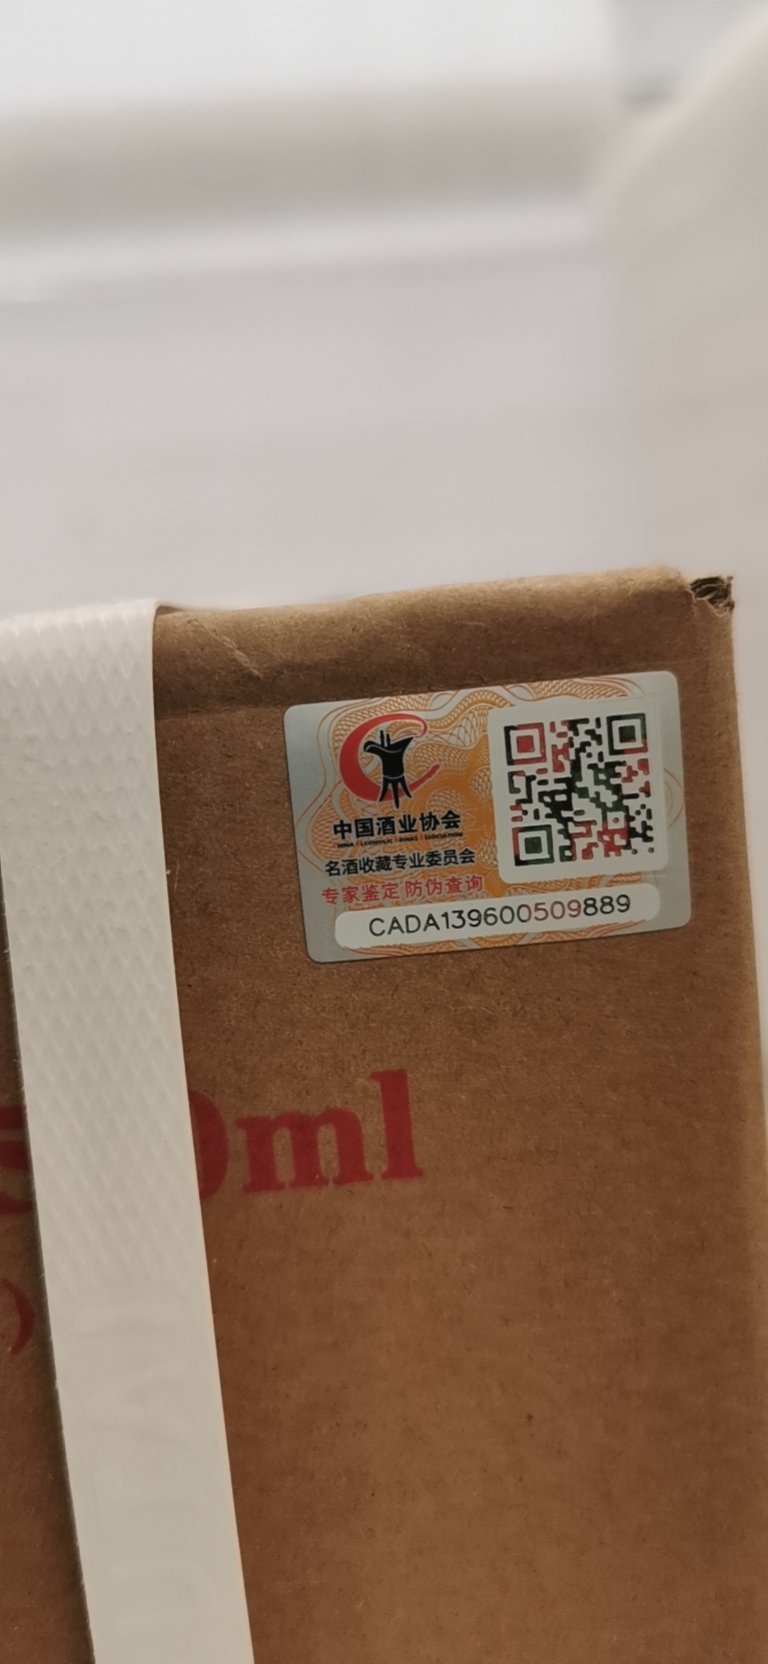 中国酒业协会
名酒收藏专业委员会
专家鉴定 防伪查询
CADA139600509889
0ml
)